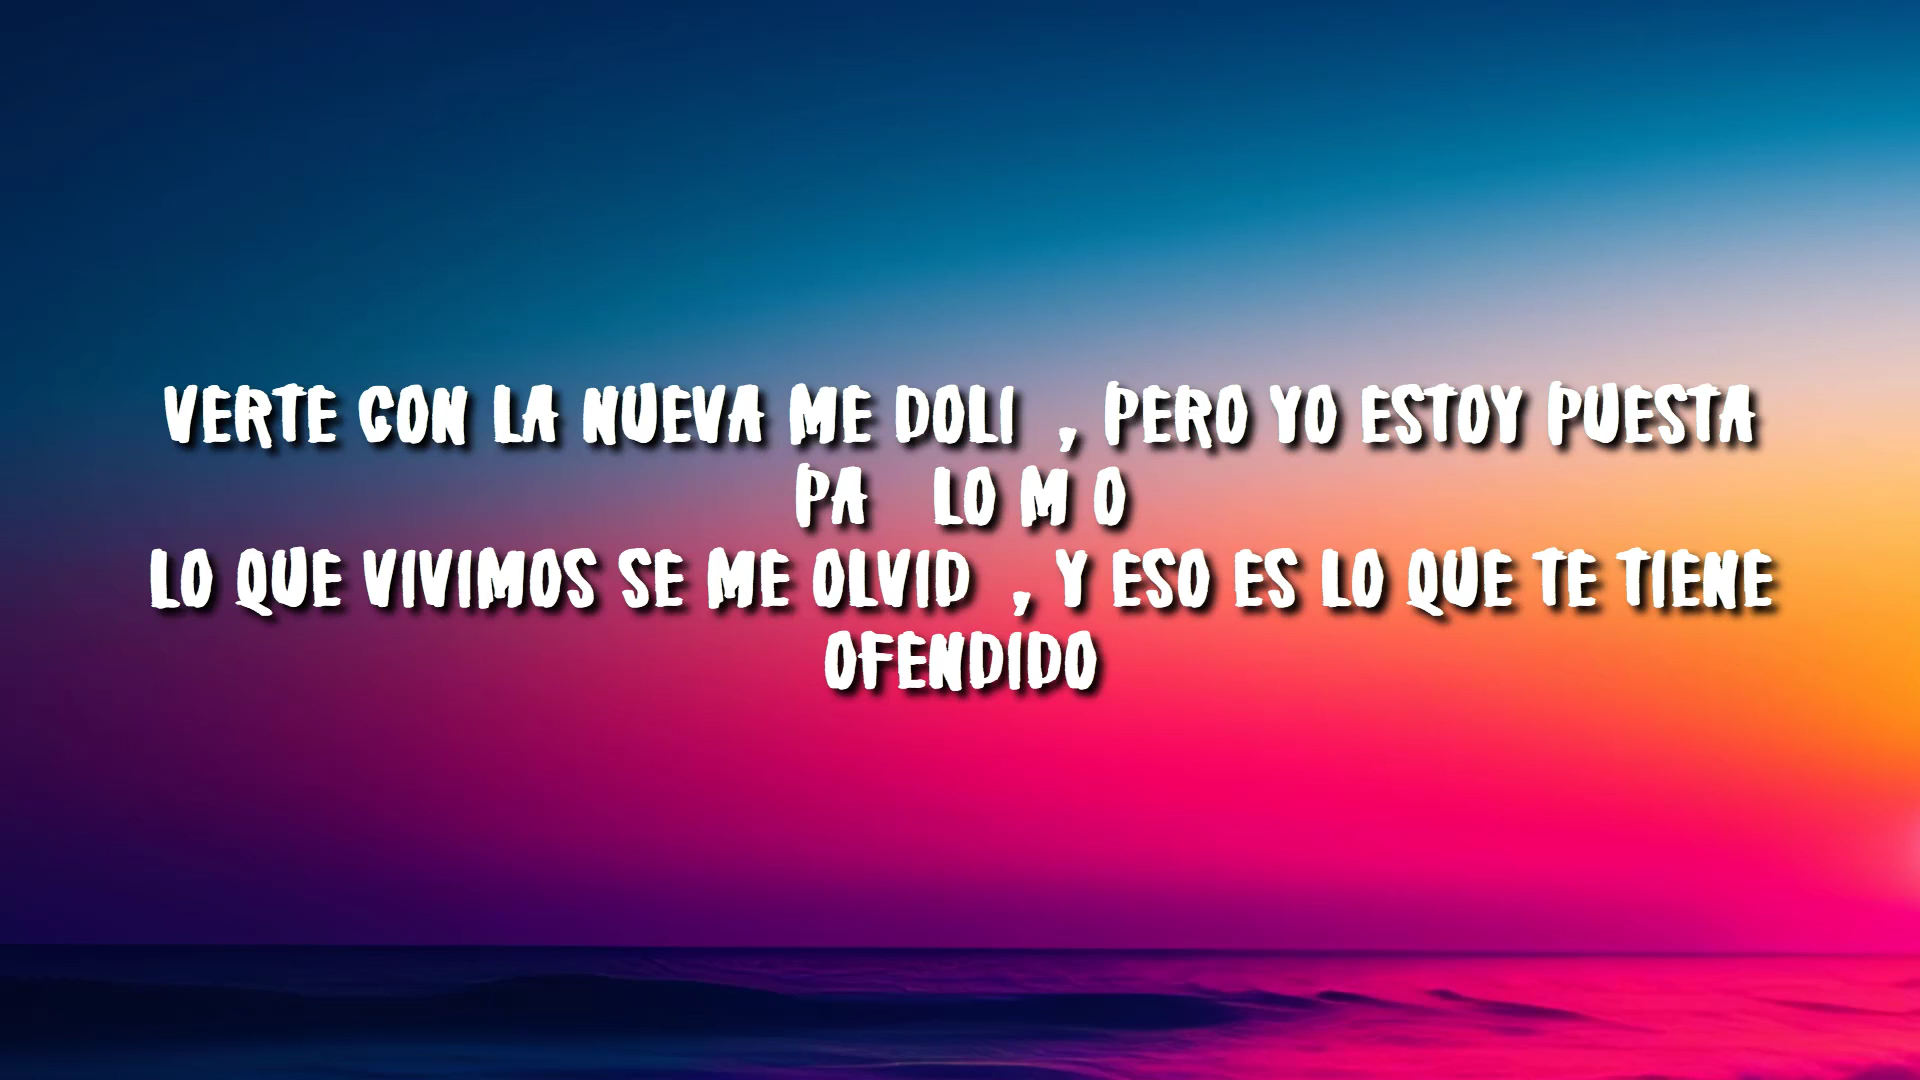 VERTE CON LA NUEVA ME DOLI , PERO YO ESTOY PUESTA
PA LO M O
LO QUE VIVIMOS SE ME OLVID , Y ESO ES LO QUE TE TIENE
OFENDIDO